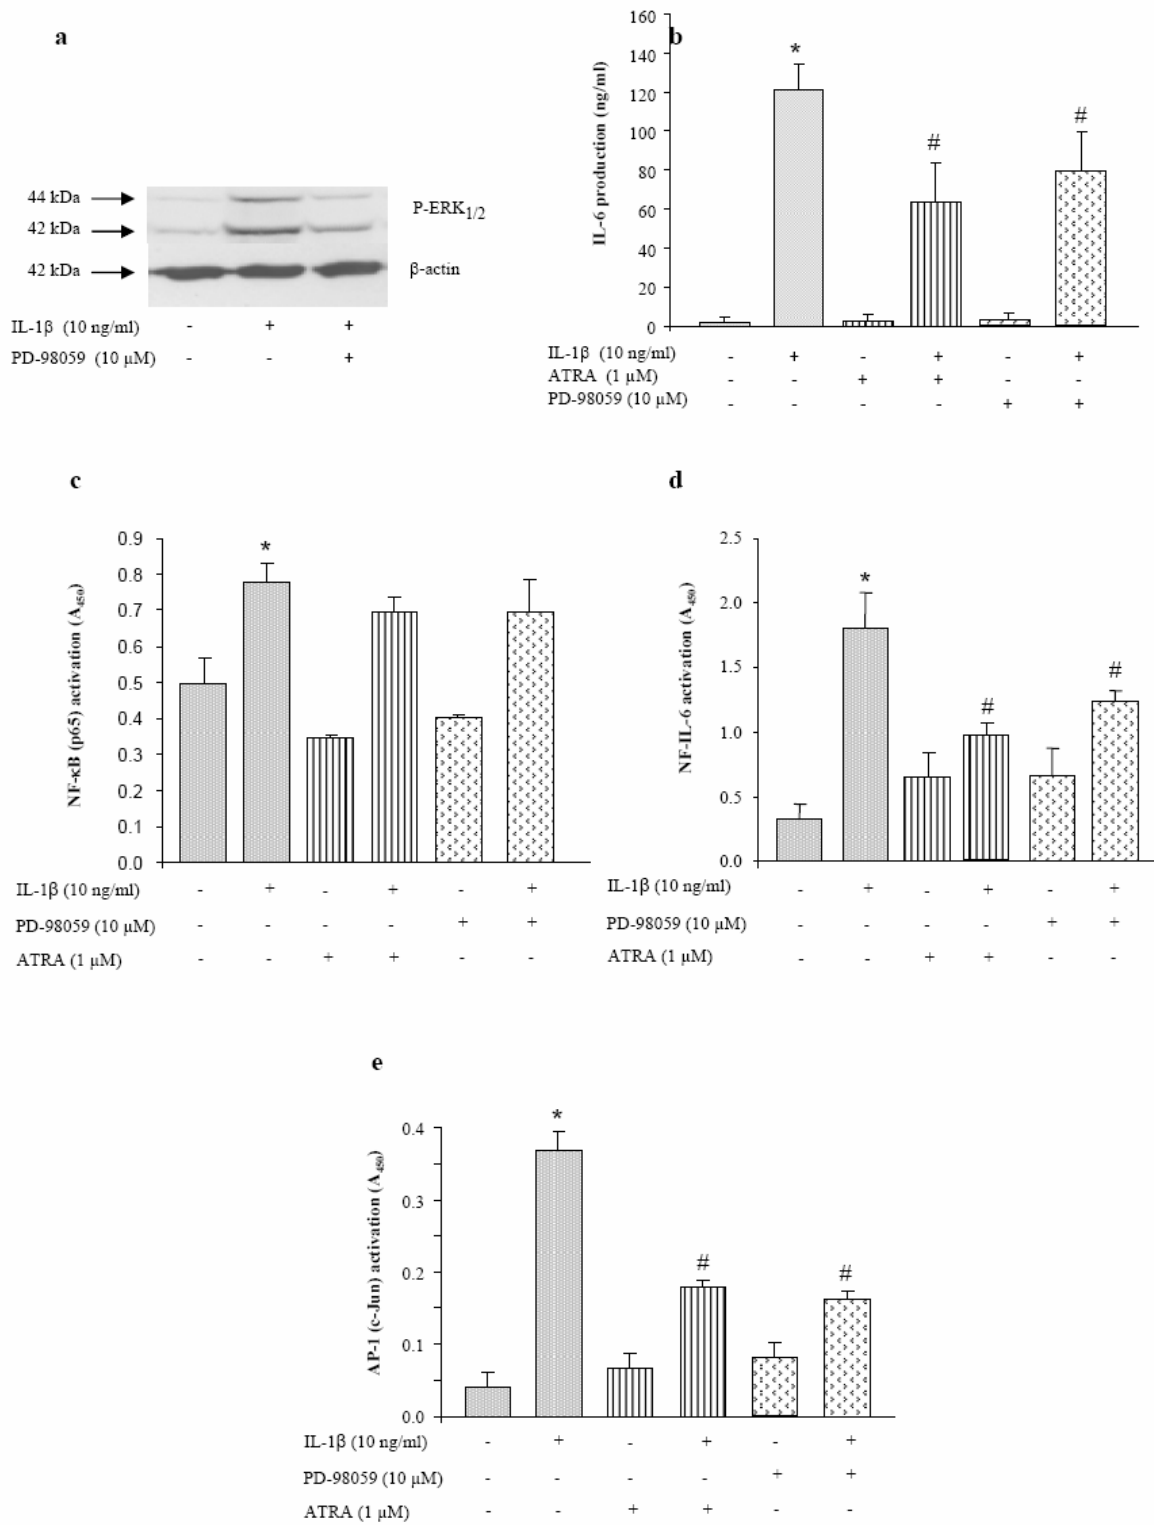 a
44 kDa
P-ERK1/2
42 kDa
42 kDa
β-actin
IL-1β (10 ng/ml) - + +
PD-98059 (10 µM) - - +
b
IL-6 production (ng/ml)
160
140
120
100
80
60
40
20
0
*
#
#
IL-1β (10 ng/ml) - + - + - +
ATRA (1 µM) - - + + - -
PD-98059 (10 µM) - - - - + +
c
NF-κB (p65) activation (A450)
0.9
0.8
0.7
0.6
0.5
0.4
0.3
0.2
0.1
0.0
*
IL-1β (10 ng/ml) - + - + - +
PD-98059 (10 µM) - - - - + +
ATRA (1 µM) - - + + - -
d
NF-IL-6 activation (A450)
2.5
2.0
1.5
1.0
0.5
0.0
*
#
#
IL-1β (10 ng/ml) - + - + - +
PD-98059 (10 µM) - - - - + +
ATRA (1 µM) - - + + - -
e
AP-1 (c-Jun) activation (A450)
0.4
0.3
0.2
0.1
0.0
*
#
#
IL-1β (10 ng/ml) - + - + - +
PD-98059 (10 µM) - - - - + +
ATRA (1 µM) - - + + - -